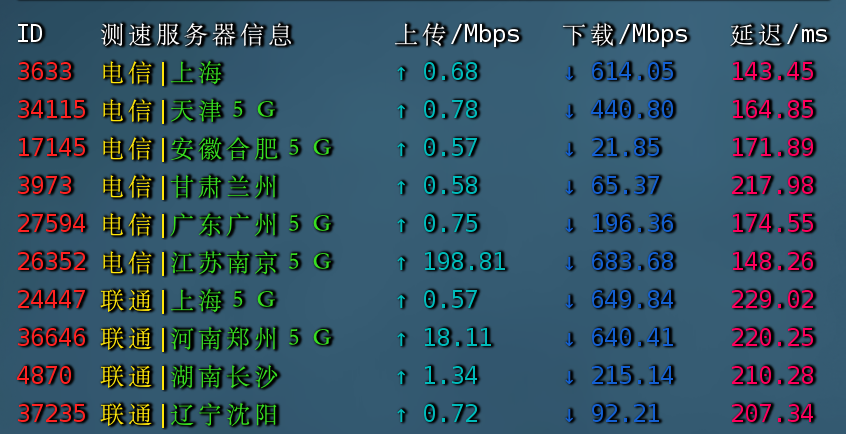 ID 测速服务器信息 上传/Mbps 下载/Mbps 延迟/ms
3633 电信|上海 ↑ 0.68 ↓ 614.05 143.45
34115 电信|天津5G ↑ 0.78 ↓ 440.80 164.85
17145 电信|安徽合肥5G ↑ 0.57 ↓ 21.85 171.89
3973 电信|甘肃兰州 ↑ 0.58 ↓ 65.37 217.98
27594 电信|广东广州5G ↑ 0.75 ↓ 196.36 174.55
26352 电信|江苏南京5G ↑ 198.81 ↓ 683.68 148.26
24447 联通|上海5G ↑ 0.57 ↓ 649.84 229.02
36646 联通|河南郑州5G ↑ 18.11 ↓ 640.41 220.25
4870 联通|湖南长沙 ↑ 1.34 ↓ 215.14 210.28
37235 联通|辽宁沈阳 ↑ 0.72 ↓ 92.21 207.34